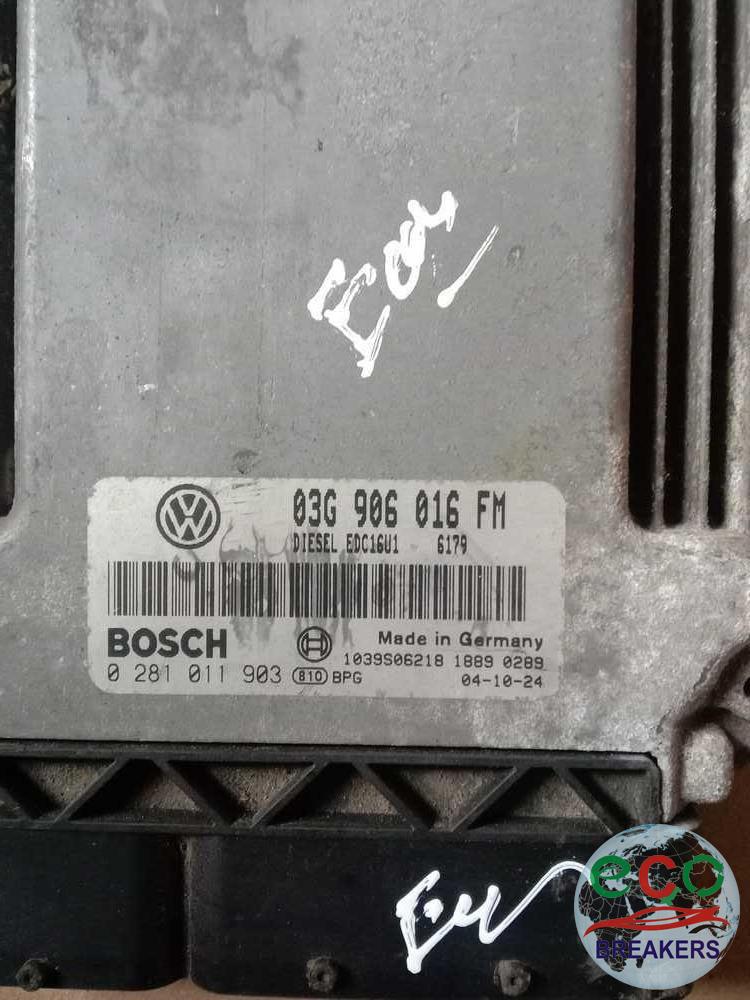 03G 906 016 FM
DIESEL EDC16U1 6179
BOSCH
Made in Germany
0 281 011 903 810 BPG
1039S06218 1889 0289
04-10-24
eco
BREAKERS